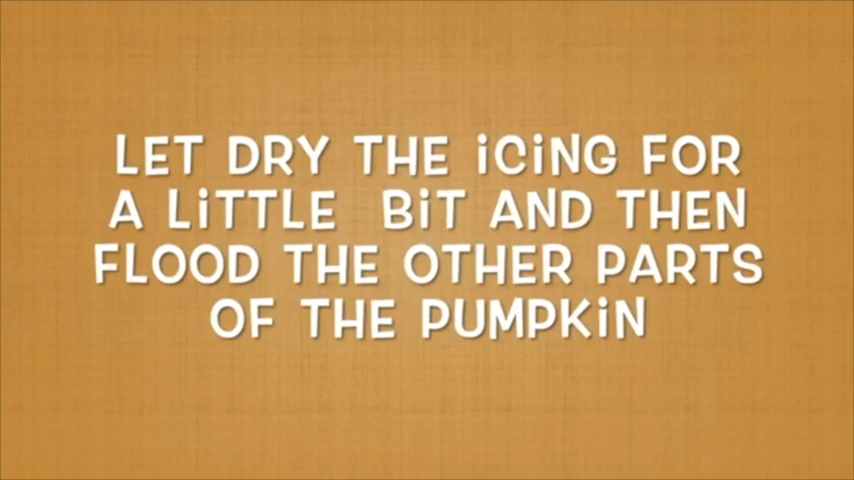 LET DRY THE iCiNG FOR
A LiTTLE BiT AND THEN
FLOOD THE OTHER PARTS
OF THE PUMPKiN